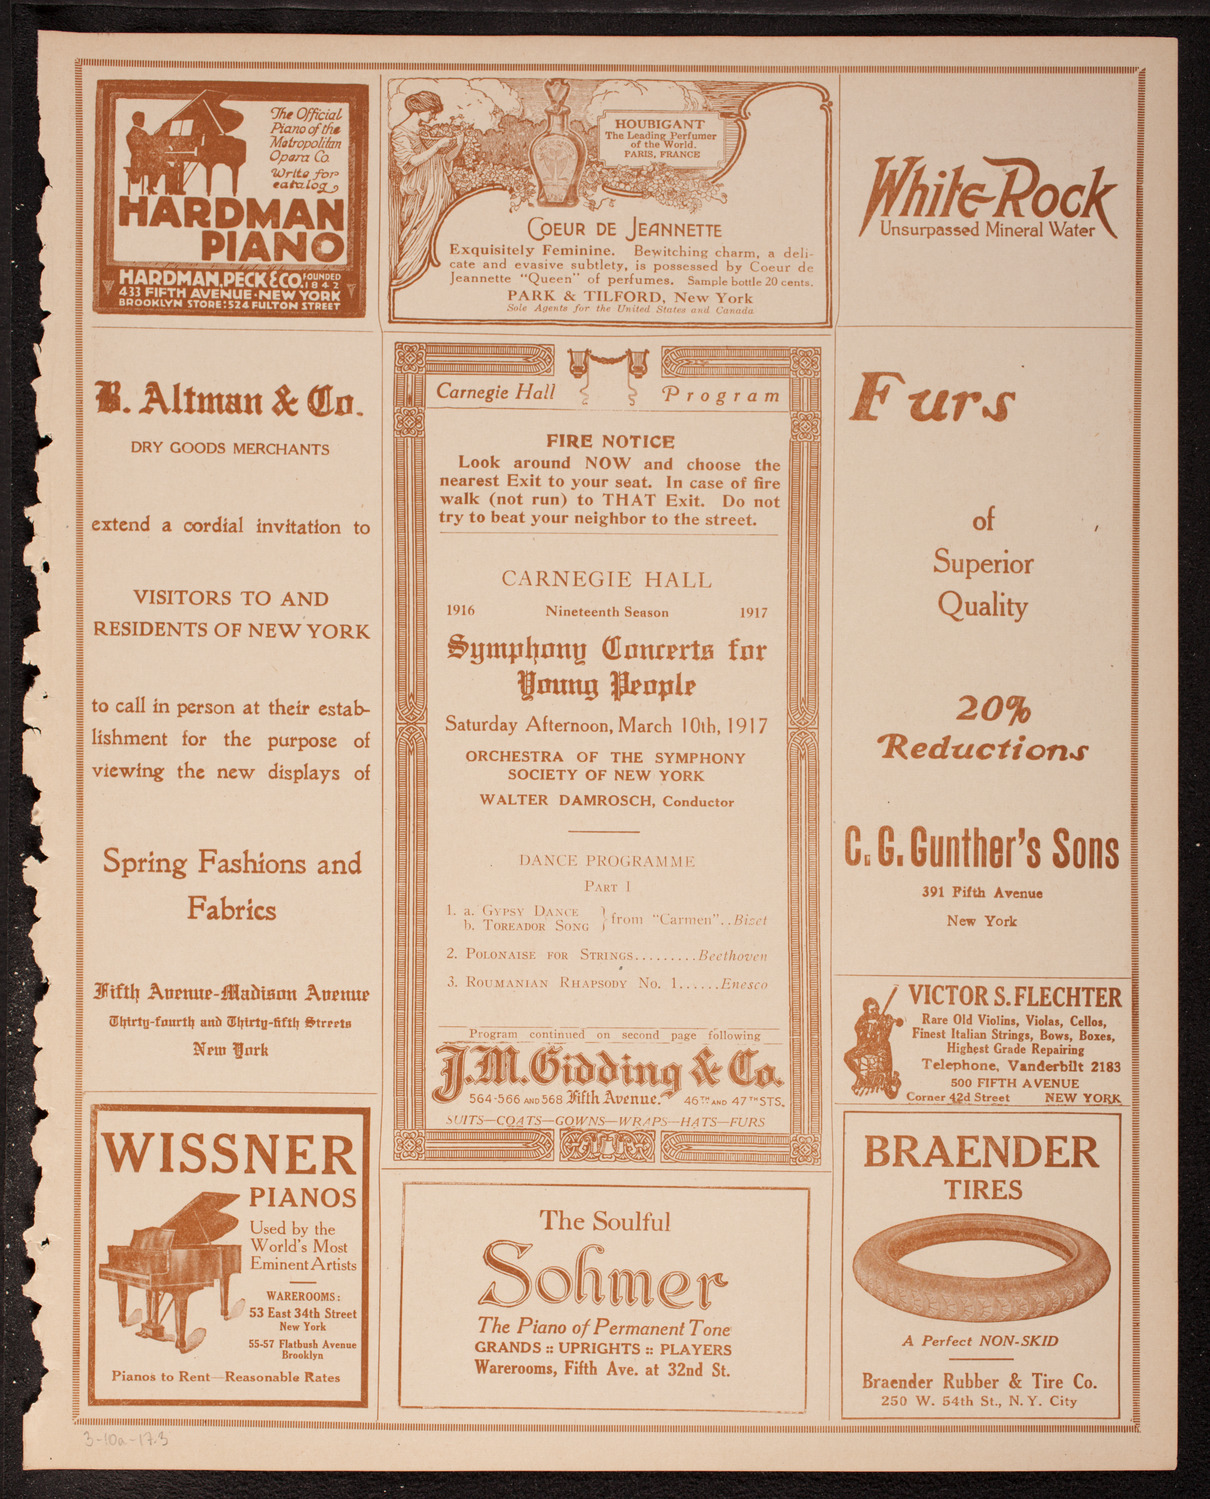 The Official
Piano of the
Metropolitan
Opera Co.
Write for
catalog
HARDMAN
PIANO
HARDMAN, PECK & CO. FOUNDED 1842
433 FIFTH AVENUE · NEW YORK
BROOKLYN STORE: 524 FULTON STREET
HOUBIGANT
The Leading Perfumer
of the World.
PARIS, FRANCE
COEUR DE JEANNETTE
Exquisitely Feminine. Bewitching charm, a deli-
cate and evasive subtlety, is possessed by Coeur de
Jeannette "Queen" of perfumes. Sample bottle 20 cents.
PARK & TILFORD, New York
Sole Agents for the United States and Canada
White Rock
Unsurpassed Mineral Water
B. Altman & Co.
DRY GOODS MERCHANTS
extend a cordial invitation to
VISITORS TO AND
RESIDENTS OF NEW YORK
to call in person at their estab-
lishment for the purpose of
viewing the new displays of
Spring Fashions and
Fabrics
Fifth Avenue-Madison Avenue
Thirty-fourth and Thirty-fifth Streets
New York
Carnegie Hall Program
FIRE NOTICE
Look around NOW and choose the
nearest Exit to your seat. In case of fire
walk (not run) to THAT Exit. Do not
try to beat your neighbor to the street.
CARNEGIE HALL
1916 Nineteenth Season 1917
Symphony Concerts for
Young People
Saturday Afternoon, March 10th, 1917
ORCHESTRA OF THE SYMPHONY
SOCIETY OF NEW YORK
WALTER DAMROSCH, Conductor
DANCE PROGRAMME
PART I
1. a. GYPSY DANCE
b. TOREADOR SONG } from "Carmen"..Bizet
2. POLONAISE FOR STRINGS.........Beethoven
3. ROUMANIAN RHAPSODY NO. 1......Enesco
Program continued on second page following
J. M. Gidding & Co.
564-566 AND 568 Fifth Avenue. 46TH AND 47TH STS.
SUITS—COATS—GOWNS—WRAPS—HATS—FURS
Furs
of
Superior
Quality
20%
Reductions
C. G. Gunther's Sons
391 Fifth Avenue
New York
VICTOR S. FLECHTER
Rare Old Violins, Violas, Cellos,
Finest Italian Strings, Bows, Boxes,
Highest Grade Repairing
Telephone, Vanderbilt 2183
500 FIFTH AVENUE
Corner 42d Street NEW YORK
WISSNER
PIANOS
Used by the
World's Most
Eminent Artists
WAREROOMS:
53 East 34th Street
New York
55-57 Flatbush Avenue
Brooklyn
Pianos to Rent—Reasonable Rates
The Soulful
Sohmer
The Piano of Permanent Tone
GRANDS :: UPRIGHTS :: PLAYERS
Warerooms, Fifth Ave. at 32nd St.
BRAENDER
TIRES
A Perfect NON-SKID
Braender Rubber & Tire Co.
250 W. 54th St., N. Y. City
3-10a-17.3